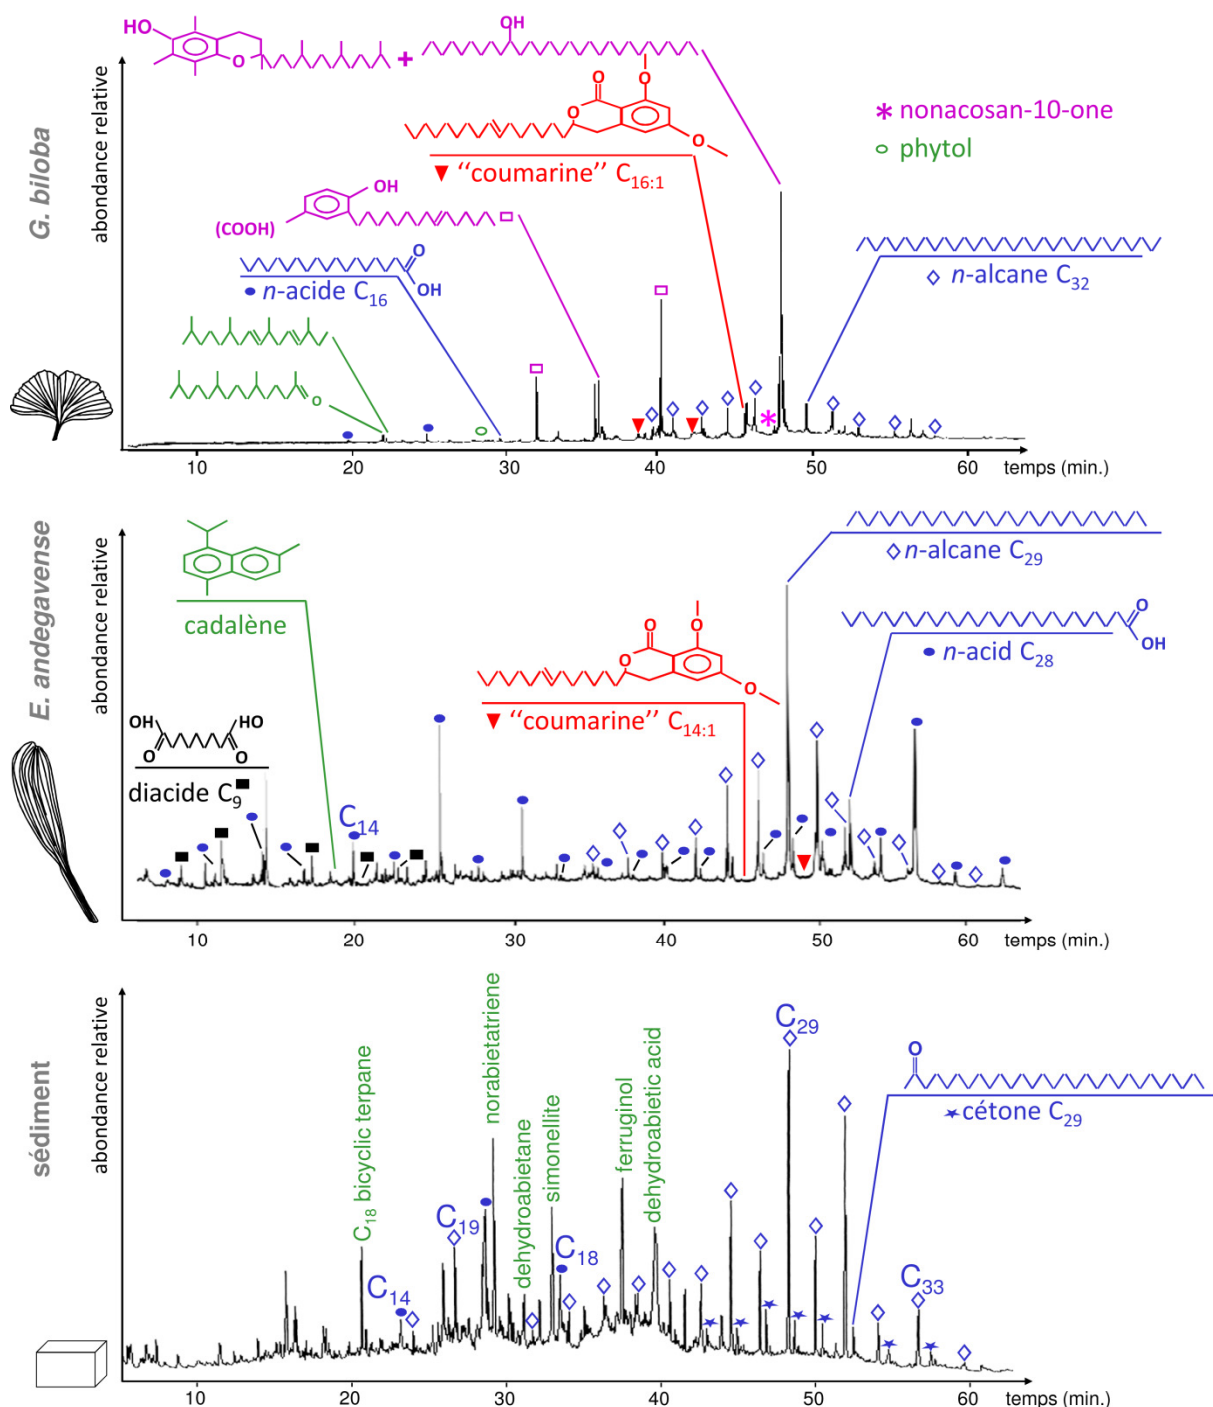 G. biloba
abondance relative
HO
O
+
OH
O
O
O
O
"coumarine" C16:1
* nonacosan-10-one
phytol
OH
(COOH)
O
OH
n-acide C16
n-alcane C32
O
10
20
30
40
50
60
temps (min.)
E. andegavense
abondance relative
cadalène
OH
HO
O
O
diacide C9
C14
O
O
O
O
"coumarine" C14:1
n-alcane C29
O
OH
n-acid C28
10
20
30
40
50
60
temps (min.)
sédiment
abondance relative
C18 bicyclic terpane
C14
C19
norabietatriene
dehydroabietane
simonellite
C18
ferruginol
dehydroabietic acid
C29
O
cétone C29
C33
10
20
30
40
50
60
temps (min.)